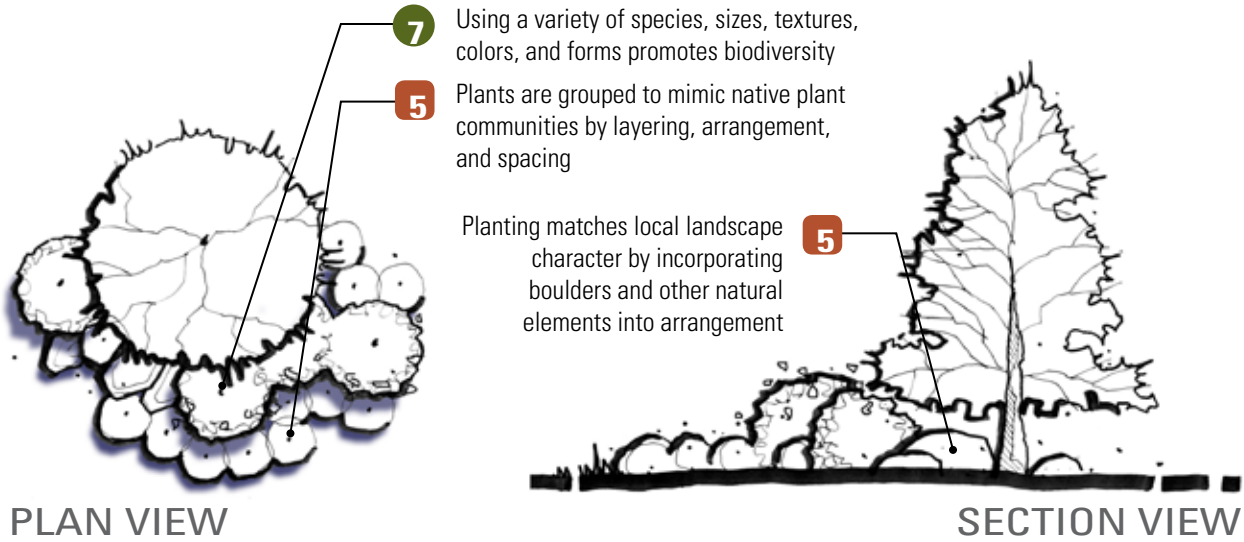 7
Using a variety of species, sizes, textures,
colors, and forms promotes biodiversity
5
Plants are grouped to mimic native plant
communities by layering, arrangement,
and spacing
Planting matches local landscape
character by incorporating
boulders and other natural
elements into arrangement
5
PLAN VIEW
SECTION VIEW